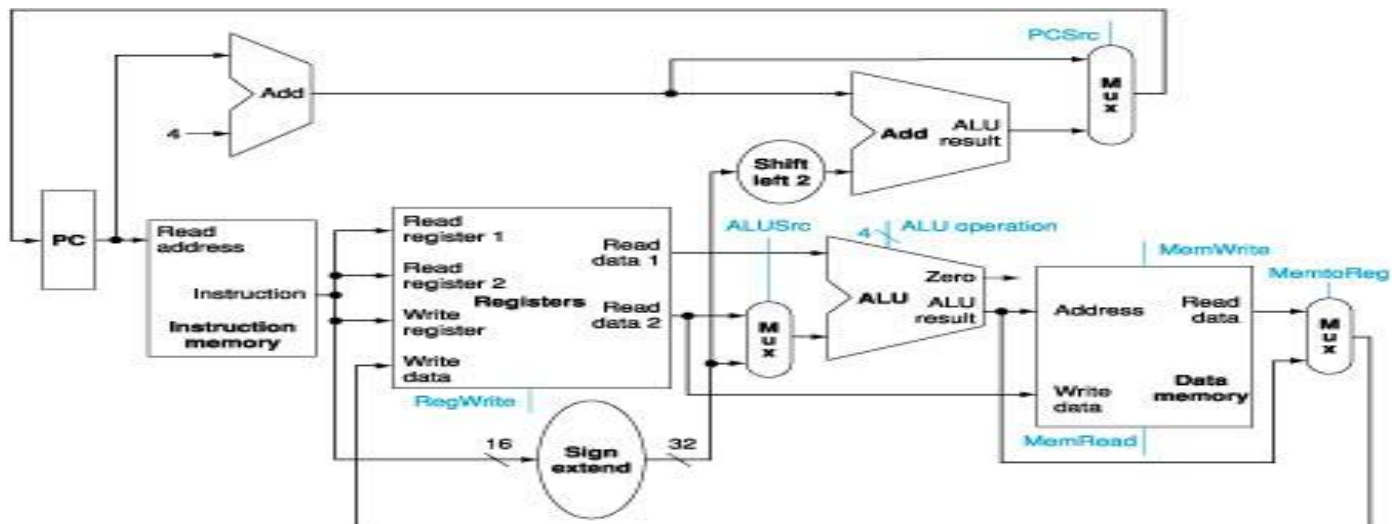 PCSrc
M
u
x
Add
4
Add
ALU
result
Shift
left 2
PC
Read
address
Instruction
Instruction
memory
Read
register 1
Read
register 2
Write
register
Write
data
Registers
Read
data 1
Read
data 2
RegWrite
16
Sign
extend
32
ALUSrc
M
u
x
4
ALU operation
Zero
ALU
ALU
result
MemWrite
Address
Read
data
Write
data
Data
memory
MemRead
MemtoReg
M
u
x